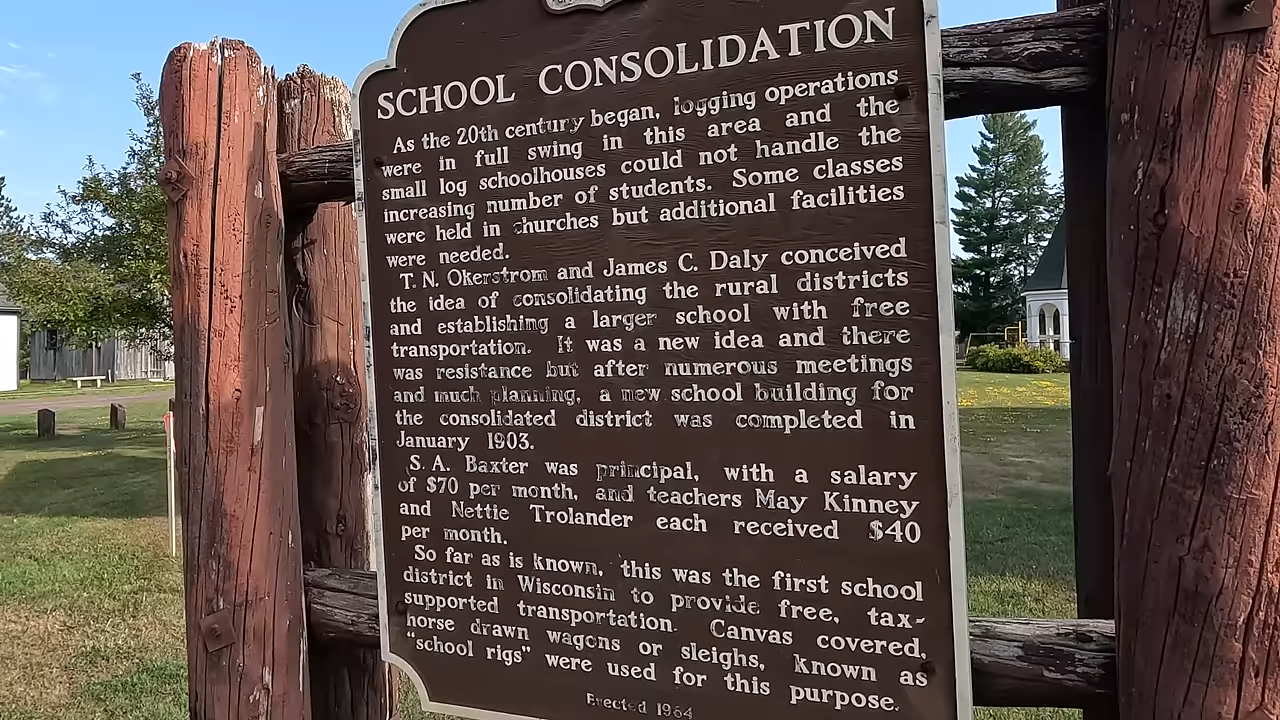 SCHOOL CONSOLIDATION
As the 20th century began, logging operations
were in full swing in this area and the
small log schoolhouses could not handle the
increasing number of students. Some classes
were held in churches but additional facilities
were needed.
T. N. Okerstrom and James C. Daly conceived
the idea of consolidating the rural districts
and establishing a larger school with free
transportation. It was a new idea and there
was resistance but after numerous meetings
and much planning, a new school building for
the consolidated district was completed in
January 1903.
S. A. Baxter was principal, with a salary
of $70 per month, and teachers May Kinney
and Nettie Trolander each received $40
per month.
So far as is known, this was the first school
district in Wisconsin to provide free, tax-
supported transportation. Canvas covered,
horse drawn wagons or sleighs, known as
"school rigs" were used for this purpose.
Erected 1964